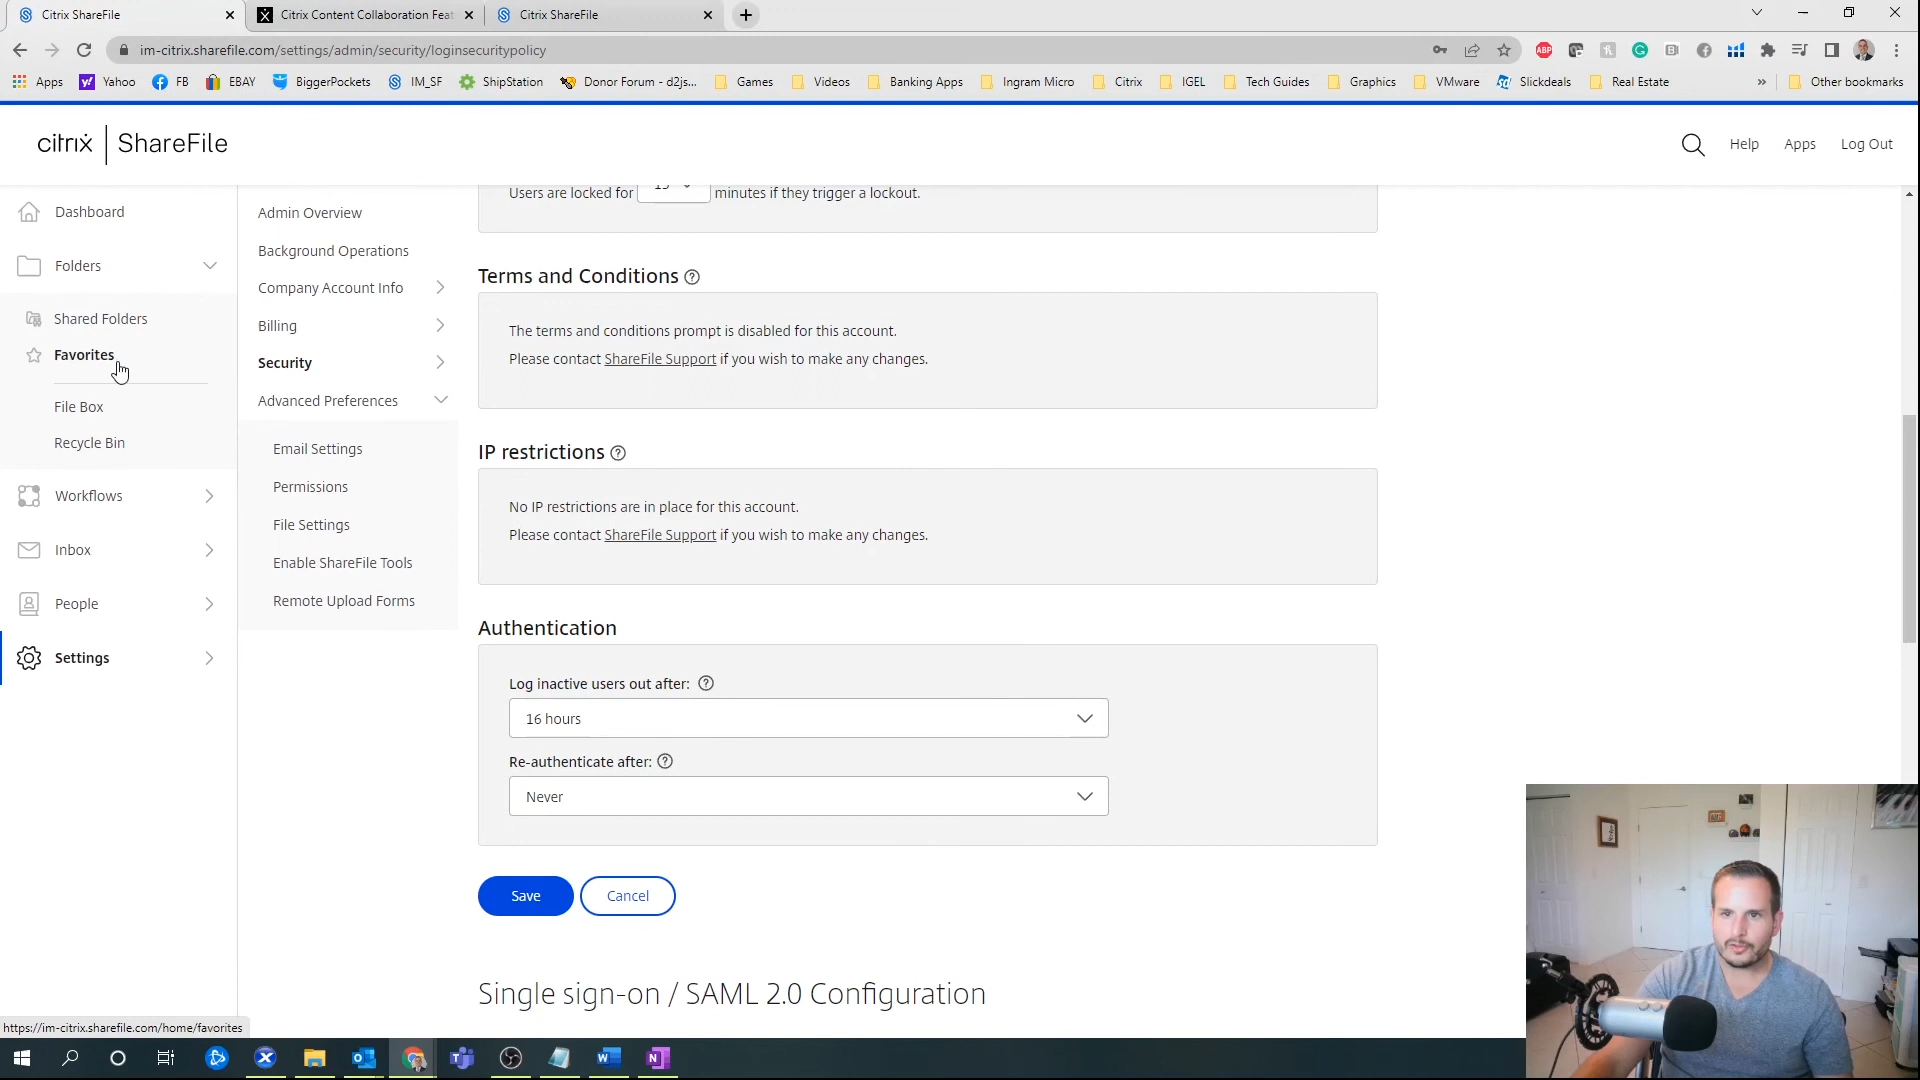 Citrix ShareFile
Citrix Content Collaboration Feat
Citrix ShareFile
im-citrix.sharefile.com/settings/admin/security/loginsecuritypolicy
ABP
Apps
Yahoo
FB
EBAY
BiggerPockets
IM_SF
ShipStation
Donor Forum - d2js...
Games
Videos
Banking Apps
Ingram Micro
Citrix
IGEL
Tech Guides
Graphics
VMware
Slickdeals
Real Estate
»
Other bookmarks
citrix | ShareFile
Help
Apps
Log Out
Dashboard
Folders
Shared Folders
Favorites
File Box
Recycle Bin
Workflows
Inbox
People
Settings
Admin Overview
Background Operations
Company Account Info
Billing
Security
Advanced Preferences
Email Settings
Permissions
File Settings
Enable ShareFile Tools
Remote Upload Forms
Users are locked for 15 minutes if they trigger a lockout.
Terms and Conditions
The terms and conditions prompt is disabled for this account.
Please contact ShareFile Support if you wish to make any changes.
IP restrictions
No IP restrictions are in place for this account.
Please contact ShareFile Support if you wish to make any changes.
Authentication
Log inactive users out after:
16 hours
Re-authenticate after:
Never
Save
Cancel
Single sign-on / SAML 2.0 Configuration
https://im-citrix.sharefile.com/home/favorites